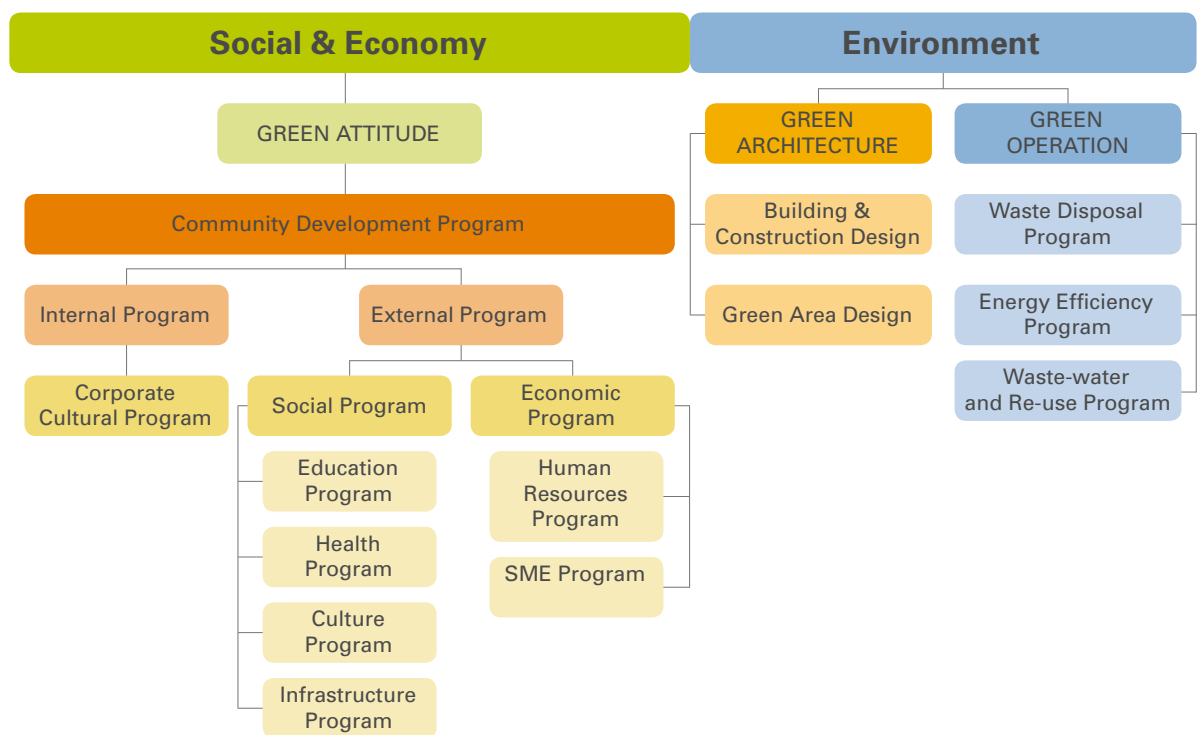 Social & Economy
GREEN ATTITUDE
Community Development Program
Internal Program
External Program
Corporate
Cultural Program
Social Program
Economic
Program
Education
Program
Health
Program
Culture
Program
Infrastructure
Program
Human
Resources
Program
SME Program
Environment
GREEN
ARCHITECTURE
Building &
Construction Design
Green Area Design
GREEN
OPERATION
Waste Disposal
Program
Energy Efficiency
Program
Waste-water
and Re-use Program